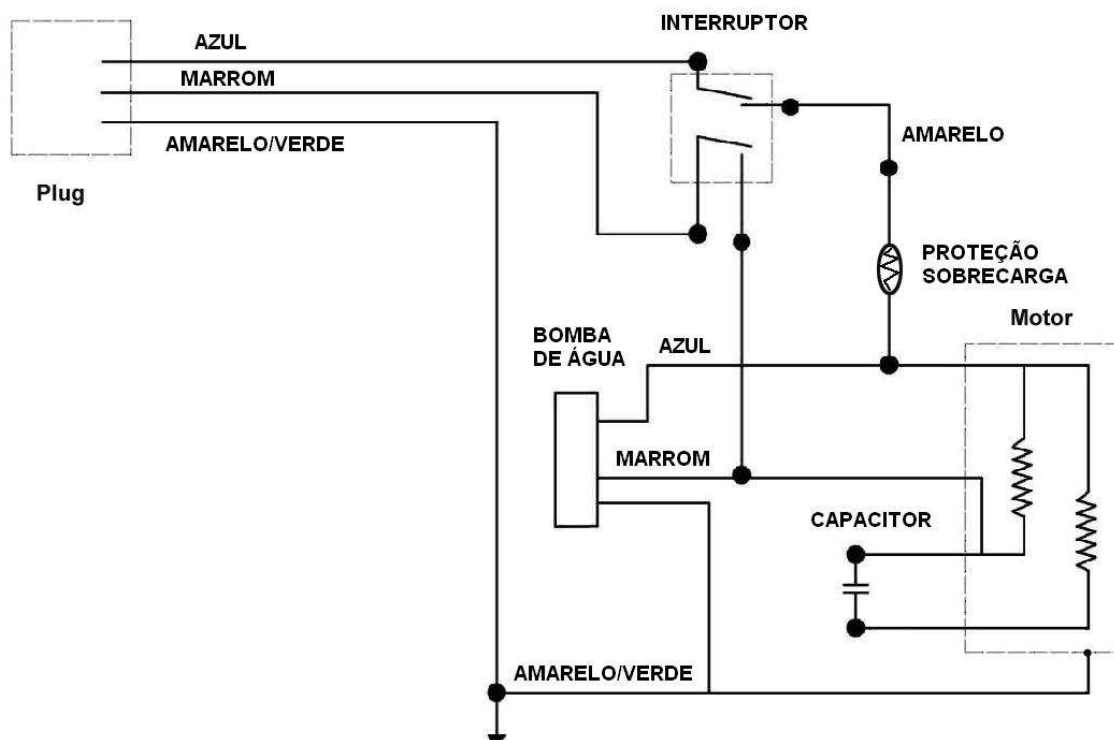 INTERRUPTOR
AZUL
MARROM
AMARELO/VERDE
Plug
AMARELO
PROTEÇÃO
SOBRECARGA
Motor
BOMBA
DE ÁGUA
AZUL
MARROM
CAPACITOR
AMARELO/VERDE